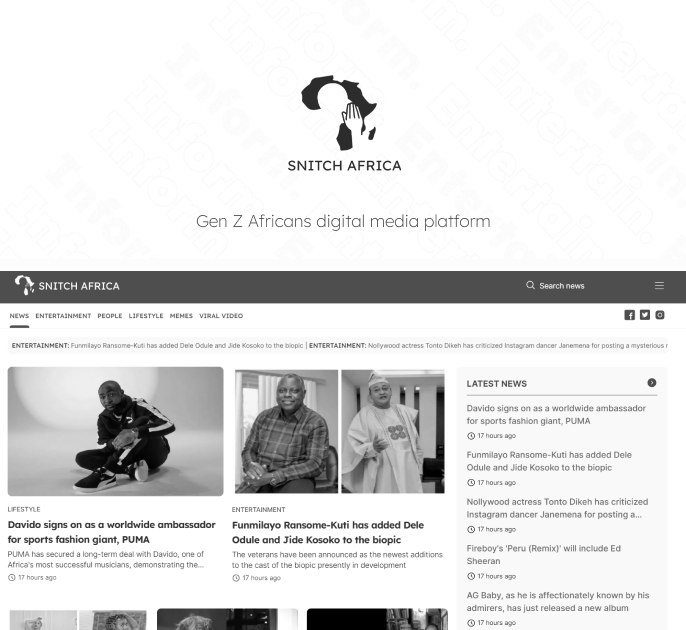 SNITCH AFRICA
Gen Z Africans digital media platform
SNITCH AFRICA
Search news
NEWS ENTERTAINMENT PEOPLE LIFESTYLE MEMES VIRAL VIDEO
ENTERTAINMENT: Funmilayo Ransome-Kuti has added Dele Odule and Jide Kosoko to the biopic | ENTERTAINMENT: Nollywood actress Tonto Dikeh has criticized Instagram dancer Janemena for posting a mysterious r
LIFESTYLE
Davido signs on as a worldwide ambassador
for sports fashion giant, PUMA
PUMA has secured a long-term deal with Davido, one of
Africa's most successful musicians, demonstrating the...
17 hours ago
ENTERTAINMENT
Funmilayo Ransome-Kuti has added Dele
Odule and Jide Kosoko to the biopic
The veterans have been announced as the newest additions
to the cast of the biopic presently in development
17 hours ago
LATEST NEWS
Davido signs on as a worldwide ambassador
for sports fashion giant, PUMA
17 hours ago
Funmilayo Ransome-Kuti has added Dele
Odule and Jide Kosoko to the biopic
17 hours ago
Nollywood actress Tonto Dikeh has criticized
Instagram dancer Janemena for posting a...
17 hours ago
Fireboy's 'Peru (Remix)' will include Ed
Sheeran
17 hours ago
AG Baby, as he is affectionately known by his
admirers, has just released a new album
17 hours ago